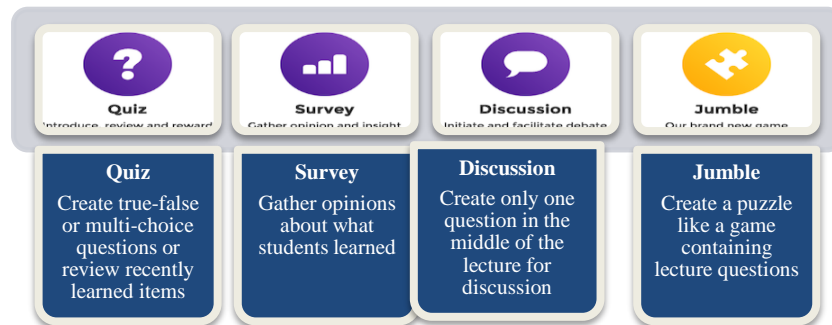 Quiz
Introduce, review and reward
Survey
Gather opinion and insight
Discussion
Initiate and facilitate debate
Jumble
Our brand new game
Quiz
Create true-false
or multi-choice
questions or
review recently
learned items
Survey
Gather opinions
about what
students learned
Discussion
Create only one
question in the
middle of the
lecture for
discussion
Jumble
Create a puzzle
like a game
containing
lecture questions